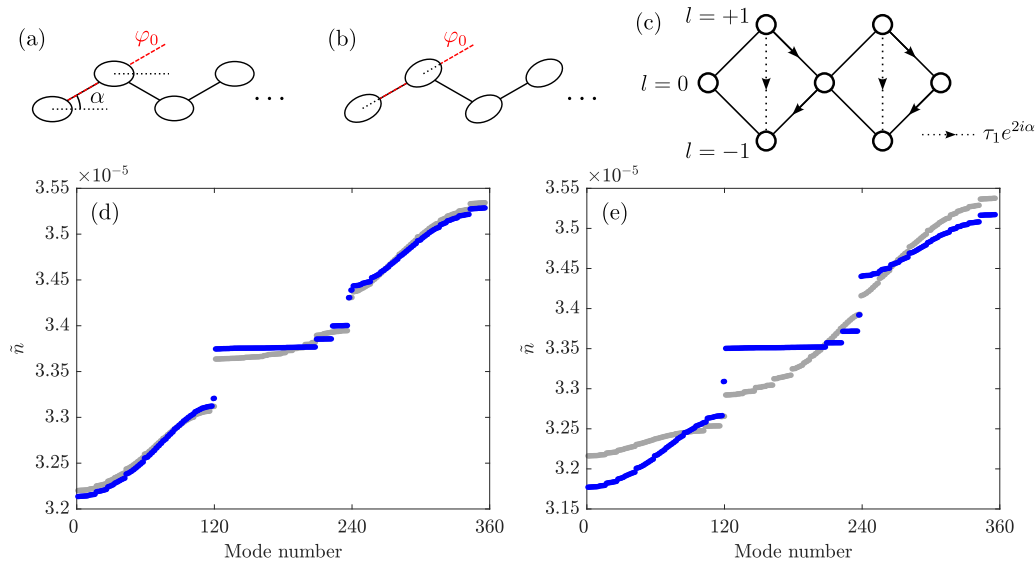 (a)
φ₀
α
...
(b)
φ₀
...
(c)
l = +1
l = 0
l = −1
τ₁e^{2iα}
×10⁻⁵
3.55
(d)
3.5
3.45
3.4
ñ
3.35
3.3
3.25
3.2
0
120
240
360
Mode number
×10⁻⁵
3.55
(e)
3.5
3.45
3.4
ñ
3.35
3.3
3.25
3.2
3.15
0
120
240
360
Mode number